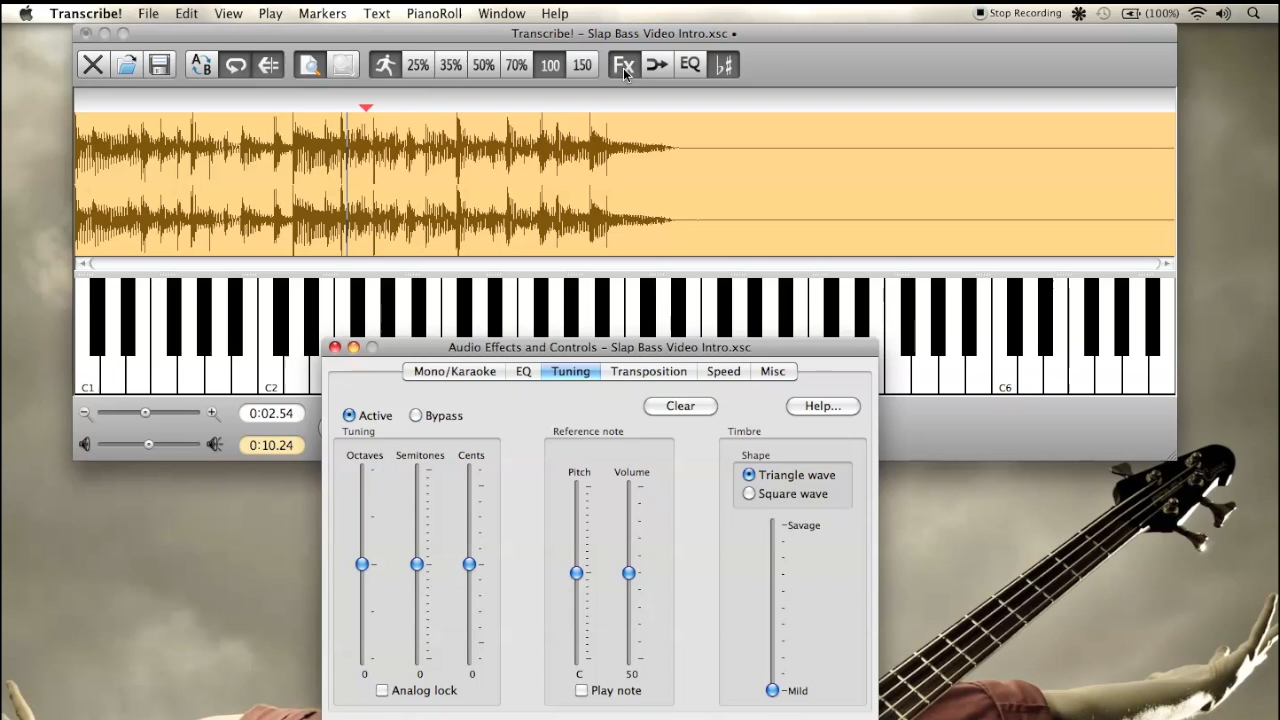 Transcribe! File Edit View Play Markers Text PianoRoll Window Help Stop Recording (100%)
Transcribe! – Slap Bass Video Intro.xsc •
A B 25% 35% 50% 70% 100 150 Fx EQ ♭♯
C1 C2 C6
Audio Effects and Controls – Slap Bass Video Intro.xsc
Mono/Karaoke EQ Tuning Transposition Speed Misc
0:02.54
0:10.24
Active Bypass Clear Help...
Tuning Reference note Timbre
Octaves Semitones Cents Shape
Pitch Volume Triangle wave
Square wave
Savage
0 0 0 C 50
Analog lock Play note Mild